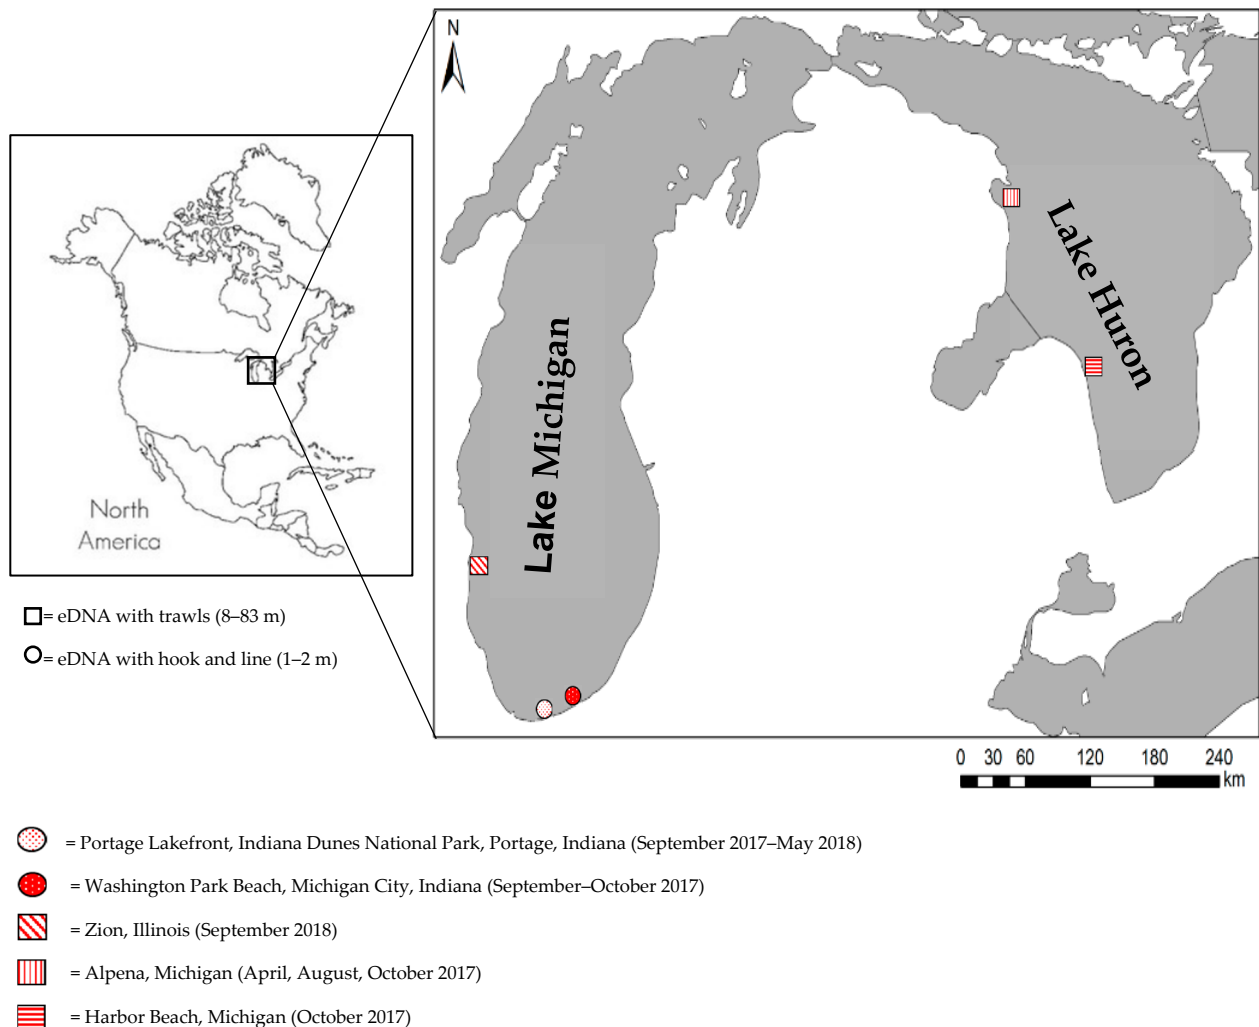 N
North
America
Lake Michigan
Lake Huron
= eDNA with trawls (8–83 m)
= eDNA with hook and line (1–2 m)
0 30 60 120 180 240
km
= Portage Lakefront, Indiana Dunes National Park, Portage, Indiana (September 2017–May 2018)
= Washington Park Beach, Michigan City, Indiana (September–October 2017)
= Zion, Illinois (September 2018)
= Alpena, Michigan (April, August, October 2017)
= Harbor Beach, Michigan (October 2017)